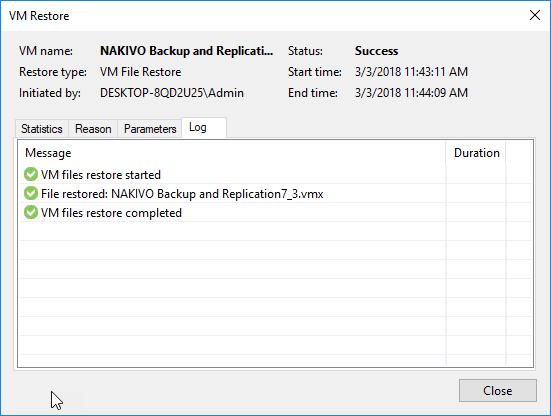 VM Restore
VM name: NAKIVO Backup and Replicati... Status: Success
Restore type: VM File Restore Start time: 3/3/2018 11:43:11 AM
Initiated by: DESKTOP-8QD2U25\Admin End time: 3/3/2018 11:44:09 AM
Statistics Reason Parameters Log
Message Duration
VM files restore started
File restored: NAKIVO Backup and Replication7_3.vmx
VM files restore completed
Close